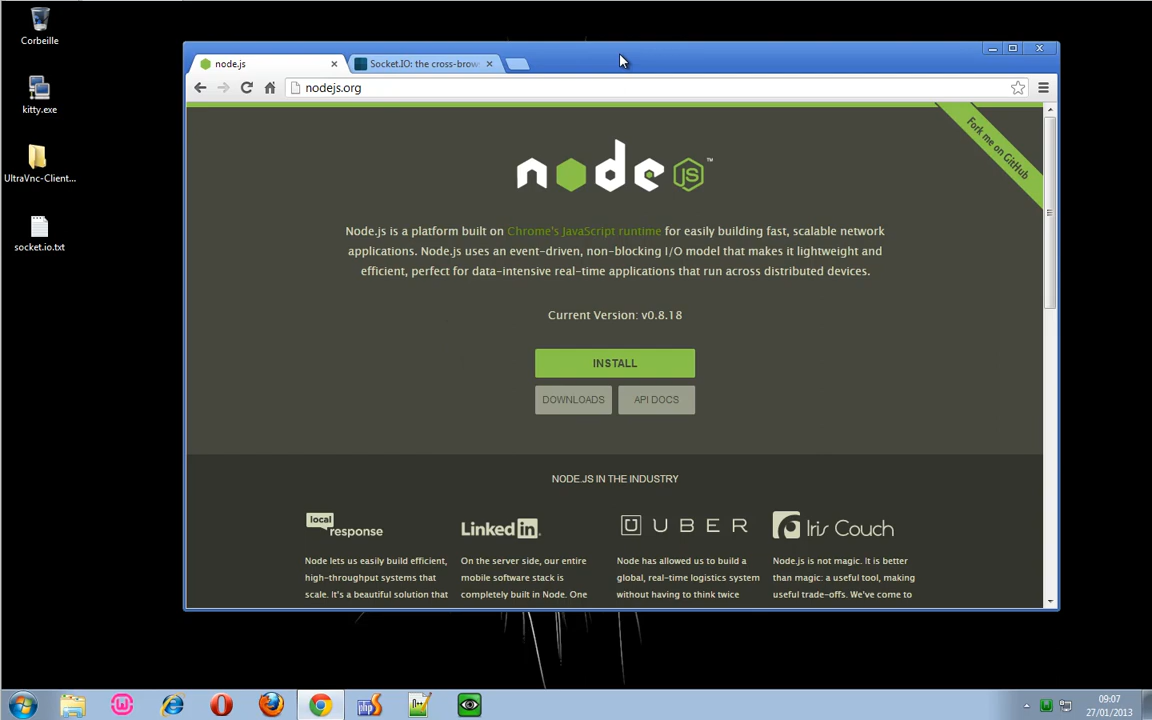 Corbeille
kitty.exe
UltraVnc-Client...
socket.io.txt
node.js
Socket.IO: the cross-brow
nodejs.org
Fork me on GitHub
node JS ™
Node.js is a platform built on Chrome's JavaScript runtime for easily building fast, scalable network
applications. Node.js uses an event-driven, non-blocking I/O model that makes it lightweight and
efficient, perfect for data-intensive real-time applications that run across distributed devices.
Current Version: v0.8.18
INSTALL
DOWNLOADS
API DOCS
NODE.JS IN THE INDUSTRY
local response
Linked in
UBER
Iris Couch
Node lets us easily build efficient,
high-throughput systems that
scale. It's a beautiful solution that
On the server side, our entire
mobile software stack is
completely built in Node. One
Node has allowed us to build a
global, real-time logistics system
without having to think twice
Node.js is not magic. It is better
than magic: a useful tool, making
useful trade-offs. We've come to
php
09:07
27/01/2013